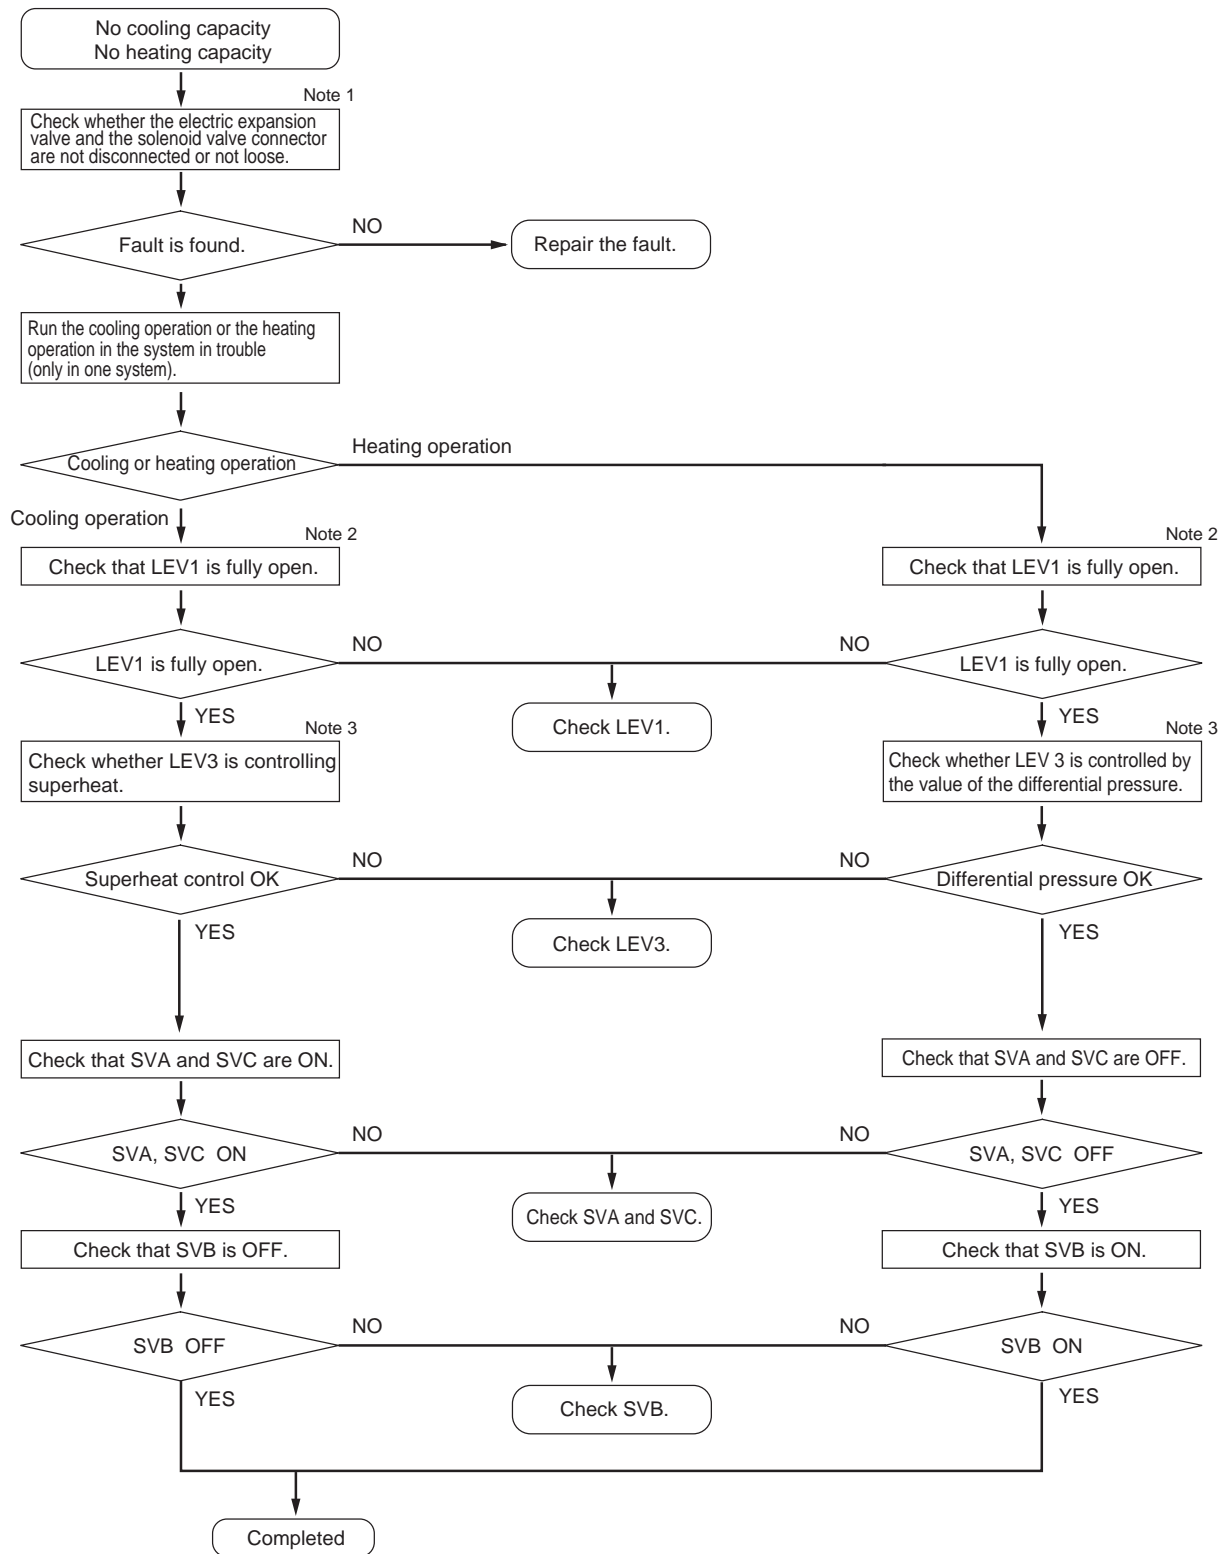 No cooling capacity
No heating capacity
Note 1
Check whether the electric expansion
valve and the solenoid valve connector
are not disconnected or not loose.
Fault is found.
NO
Repair the fault.
Run the cooling operation or the heating
operation in the system in trouble
(only in one system).
Cooling or heating operation
Heating operation
Cooling operation
Note 2
Check that LEV1 is fully open.
Note 2
Check that LEV1 is fully open.
LEV1 is fully open.
NO
NO
LEV1 is fully open.
YES
Check LEV1.
YES
Note 3
Check whether LEV3 is controlling
superheat.
Note 3
Check whether LEV 3 is controlled by
the value of the differential pressure.
Superheat control OK
NO
NO
Differential pressure OK
YES
Check LEV3.
YES
Check that SVA and SVC are ON.
Check that SVA and SVC are OFF.
SVA, SVC ON
NO
NO
SVA, SVC OFF
YES
Check SVA and SVC.
YES
Check that SVB is OFF.
Check that SVB is ON.
SVB OFF
NO
NO
SVB ON
YES
Check SVB.
YES
Completed